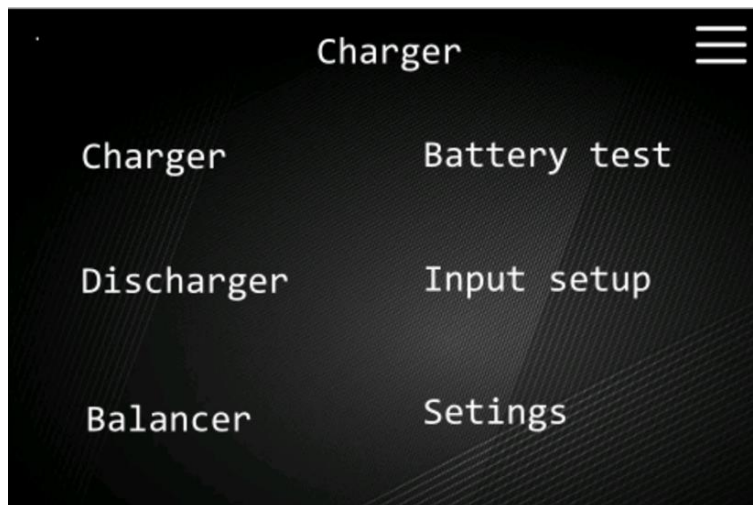 Charger
Charger
Battery test
Discharger
Input setup
Balancer
Setings